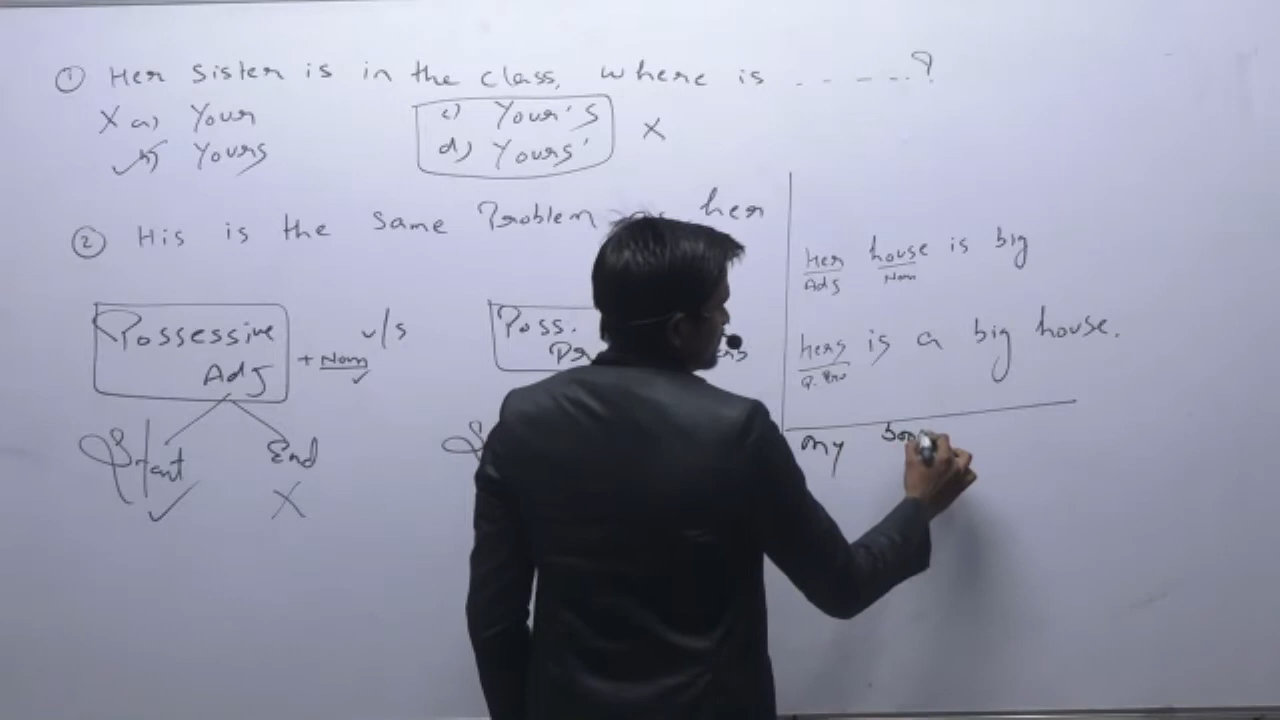 ① Her Sister is in the class, where is ------?
X a) Your
b) Yours
c) Your's
d) Yours'
X
② His is the Same Problem as her
Possessive
Adj
+ Noun
v/s
Poss.
Pr
Start
End
X
Her house is big
Adj Noun
hers is a big house.
P. Pro
my boo